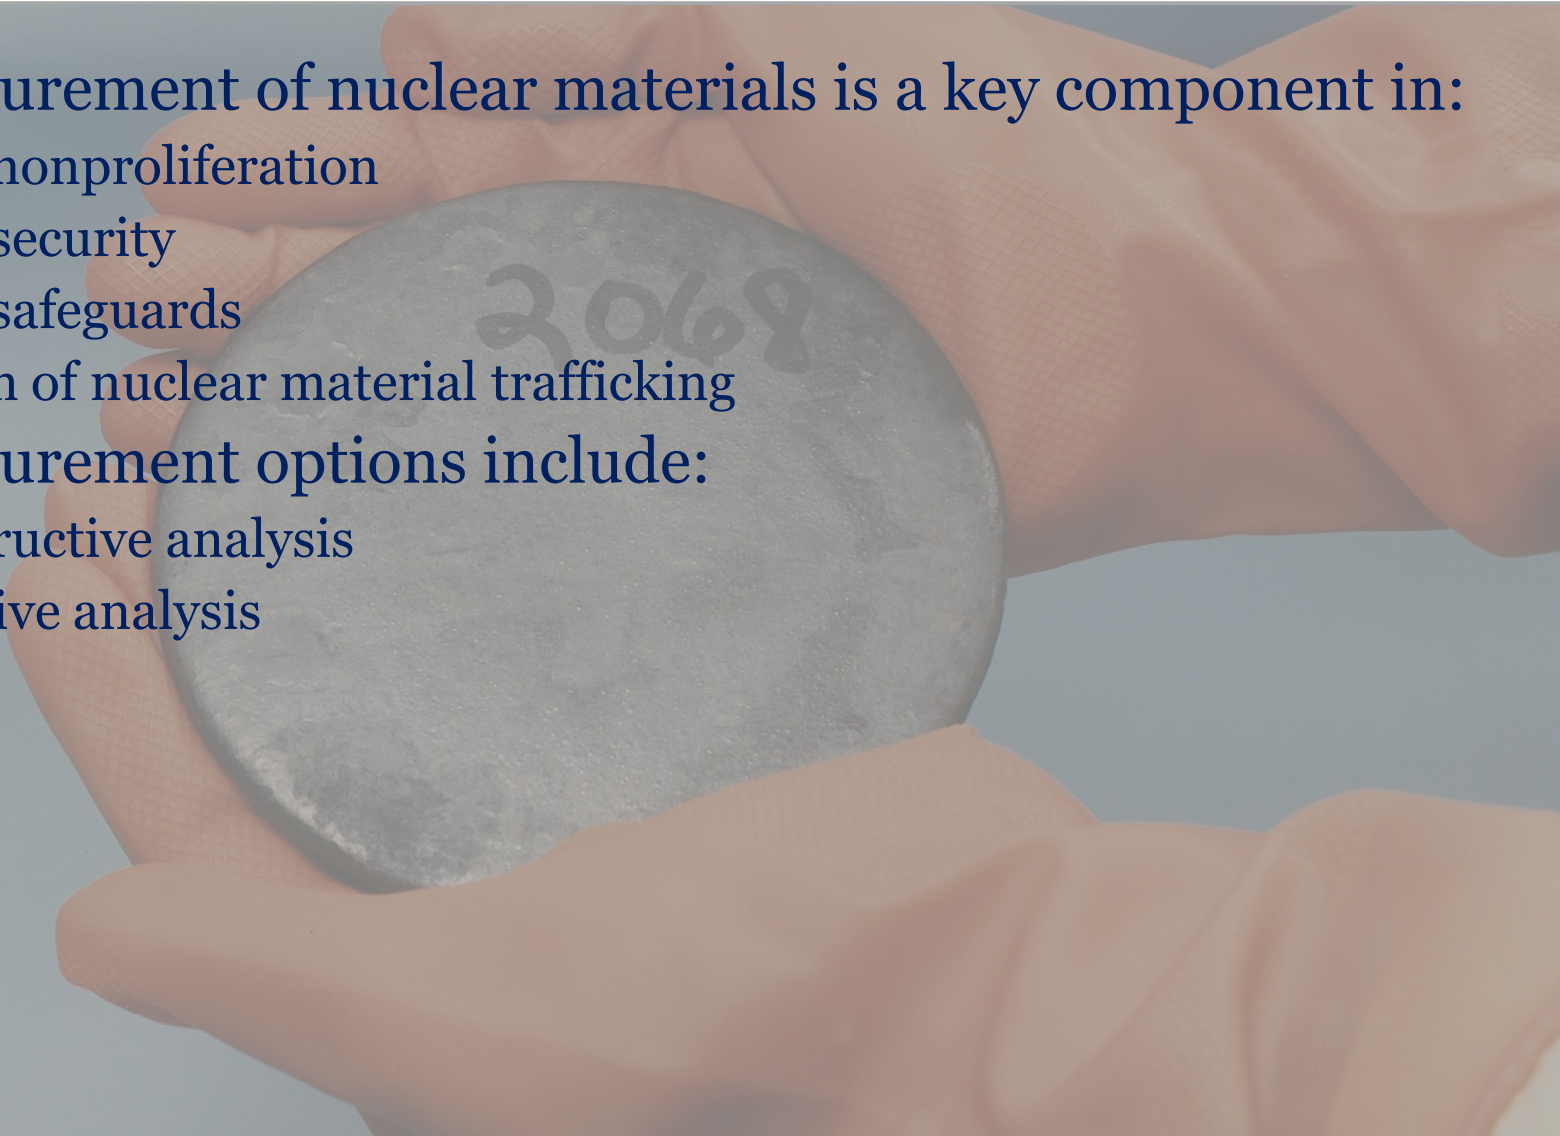 urement of nuclear materials is a key component in:
nonproliferation
security
safeguards
2068
n of nuclear material trafficking
urement options include:
ructive analysis
ive analysis